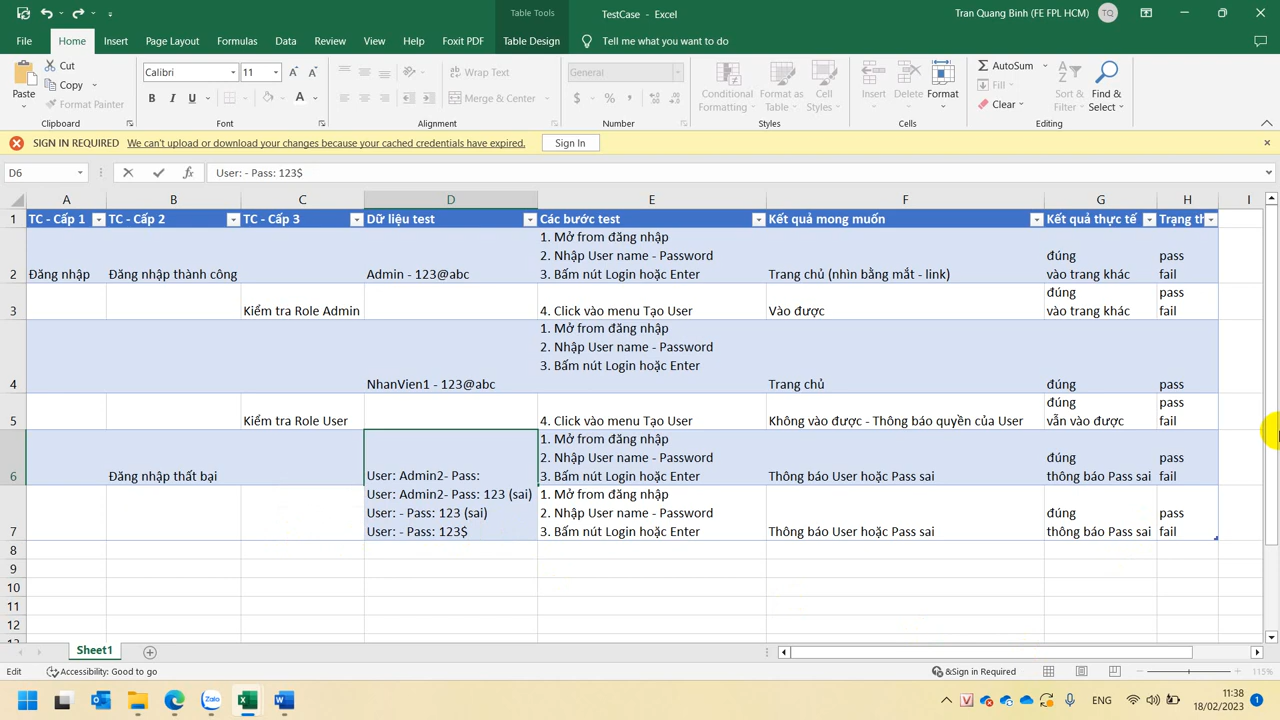 Table Tools
TestCase - Excel
Tran Quang Binh (FE FPL HCM)
TQ
File
Home
Insert
Page Layout
Formulas
Data
Review
View
Help
Foxit PDF
Table Design
Tell me what you want to do
Paste
Cut
Copy
Format Painter
Clipboard
Calibri
11
B I U
Font
Wrap Text
Merge & Center
Alignment
General
$ % ,
Number
Conditional Formatting
Format as Table
Cell Styles
Styles
Insert
Delete
Format
Cells
AutoSum
Fill
Clear
Sort & Filter
Find & Select
Editing
SIGN IN REQUIRED We can't upload or download your changes because your cached credentials have expired. Sign In
D6
fx
User: - Pass: 123$
A B C D E F G H I
1 TC - Cấp 1 TC - Cấp 2 TC - Cấp 3 Dữ liệu test Các bước test Kết quả mong muốn Kết quả thực tế Trạng th
1. Mở from đăng nhập
2. Nhập User name - Password đúng pass
2 Đăng nhập Đăng nhập thành công Admin - 123@abc 3. Bấm nút Login hoặc Enter Trang chủ (nhìn bằng mắt - link) vào trang khác fail
đúng pass
3 Kiểm tra Role Admin 4. Click vào menu Tạo User Vào được vào trang khác fail
1. Mở from đăng nhập
2. Nhập User name - Password
3. Bấm nút Login hoặc Enter
4 NhanVien1 - 123@abc Trang chủ đúng pass
đúng pass
5 Kiểm tra Role User 4. Click vào menu Tạo User Không vào được - Thông báo quyền của User vẫn vào được fail
1. Mở from đăng nhập
2. Nhập User name - Password đúng pass
6 Đăng nhập thất bại User: Admin2- Pass: 3. Bấm nút Login hoặc Enter Thông báo User hoặc Pass sai thông báo Pass sai fail
User: Admin2- Pass: 123 (sai) 1. Mở from đăng nhập
User: - Pass: 123 (sai) 2. Nhập User name - Password đúng pass
7 User: - Pass: 123$ 3. Bấm nút Login hoặc Enter Thông báo User hoặc Pass sai thông báo Pass sai fail
8
9
10
11
12
Sheet1
Edit
Accessibility: Good to go
Sign in Required
115%
ENG
11:38
18/02/2023
1